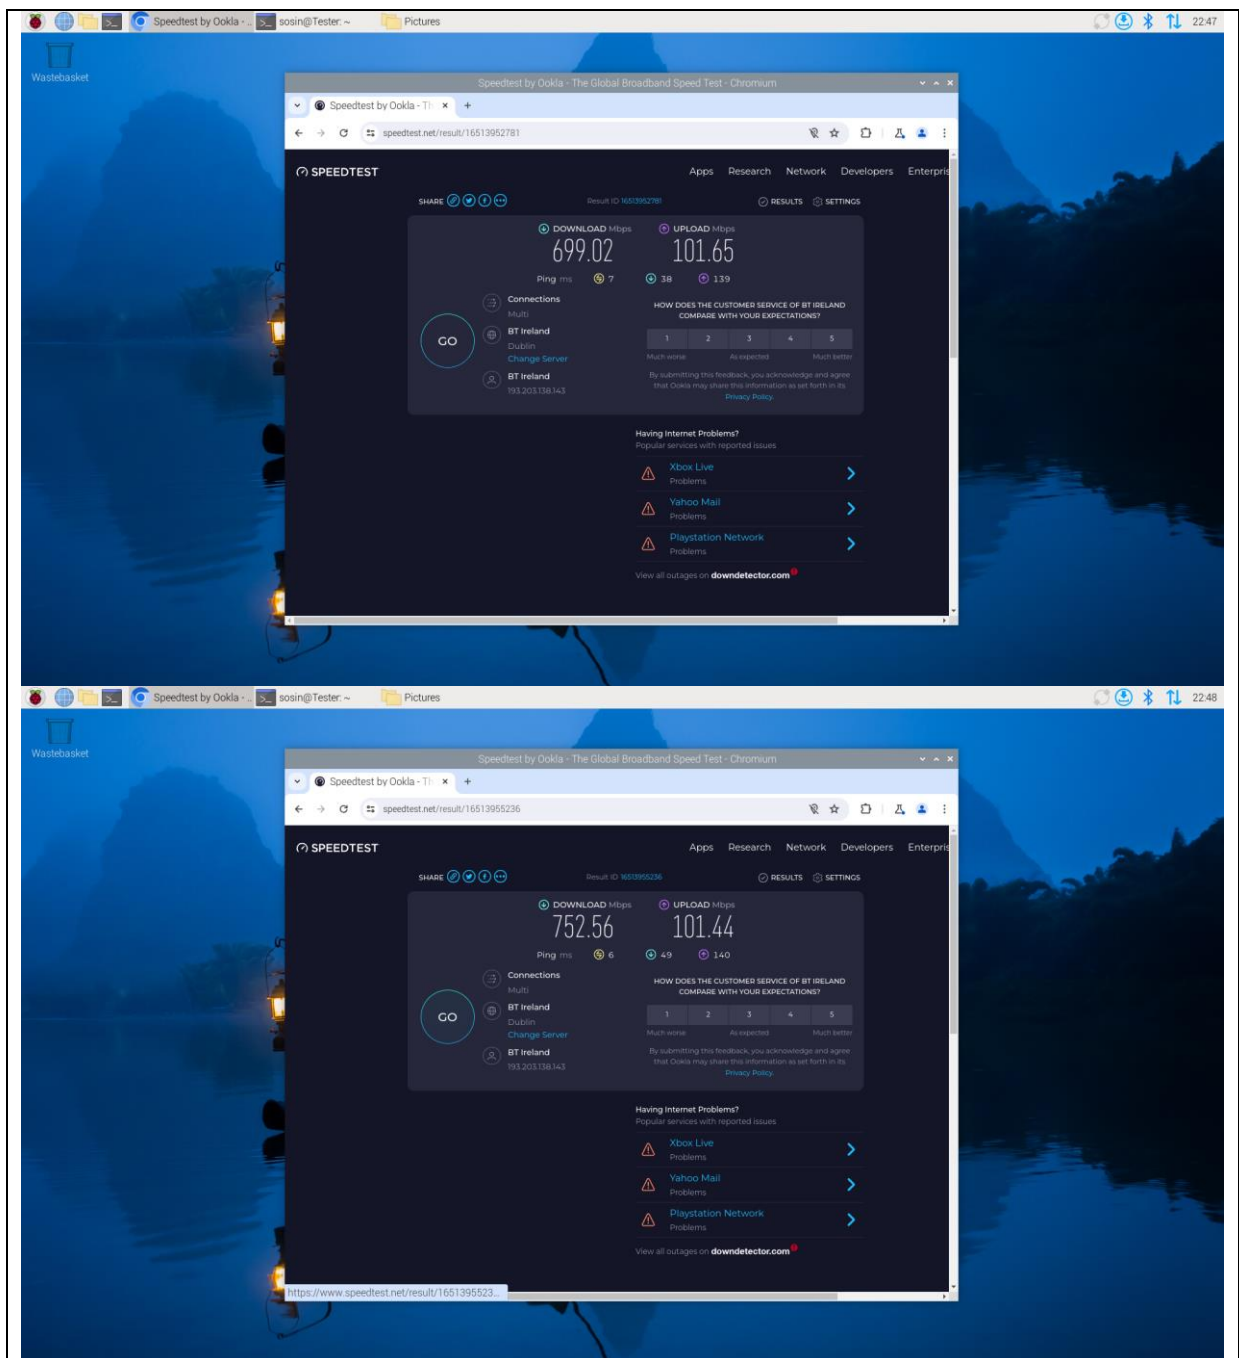 Speedtest by Ookla - .. sosin@Tester: ~ Pictures 22:47
Wastebasket
Speedtest by Ookla - The Global Broadband Speed Test - Chromium
Speedtest by Ookla - Th
speedtest.net/result/16513952781
SPEEDTEST Apps Research Network Developers Enterpris
SHARE Result ID 16513952781 RESULTS SETTINGS
DOWNLOAD Mbps UPLOAD Mbps
699.02 101.65
Ping ms 7 38 139
Connections
Multi
BT Ireland
Dublin
Change Server
BT Ireland
193.203.138.143
GO
HOW DOES THE CUSTOMER SERVICE OF BT IRELAND
COMPARE WITH YOUR EXPECTATIONS?
1 2 3 4 5
Much worse As expected Much better
By submitting this feedback, you acknowledge and agree
that Ookla may share this information as set forth in its
Privacy Policy.
Having Internet Problems?
Popular services with reported issues
Xbox Live
Problems
Yahoo Mail
Problems
Playstation Network
Problems
View all outages on downdetector.com
Speedtest by Ookla - .. sosin@Tester: ~ Pictures 22:48
Wastebasket
Speedtest by Ookla - The Global Broadband Speed Test - Chromium
Speedtest by Ookla - Th
speedtest.net/result/16513955236
SPEEDTEST Apps Research Network Developers Enterpris
SHARE Result ID 16513955236 RESULTS SETTINGS
DOWNLOAD Mbps UPLOAD Mbps
752.56 101.44
Ping ms 6 49 140
Connections
Multi
BT Ireland
Dublin
Change Server
BT Ireland
193.203.138.143
GO
HOW DOES THE CUSTOMER SERVICE OF BT IRELAND
COMPARE WITH YOUR EXPECTATIONS?
1 2 3 4 5
Much worse As expected Much better
By submitting this feedback, you acknowledge and agree
that Ookla may share this information as set forth in its
Privacy Policy.
Having Internet Problems?
Popular services with reported issues
Xbox Live
Problems
Yahoo Mail
Problems
Playstation Network
Problems
View all outages on downdetector.com
https://www.speedtest.net/result/1651395523...